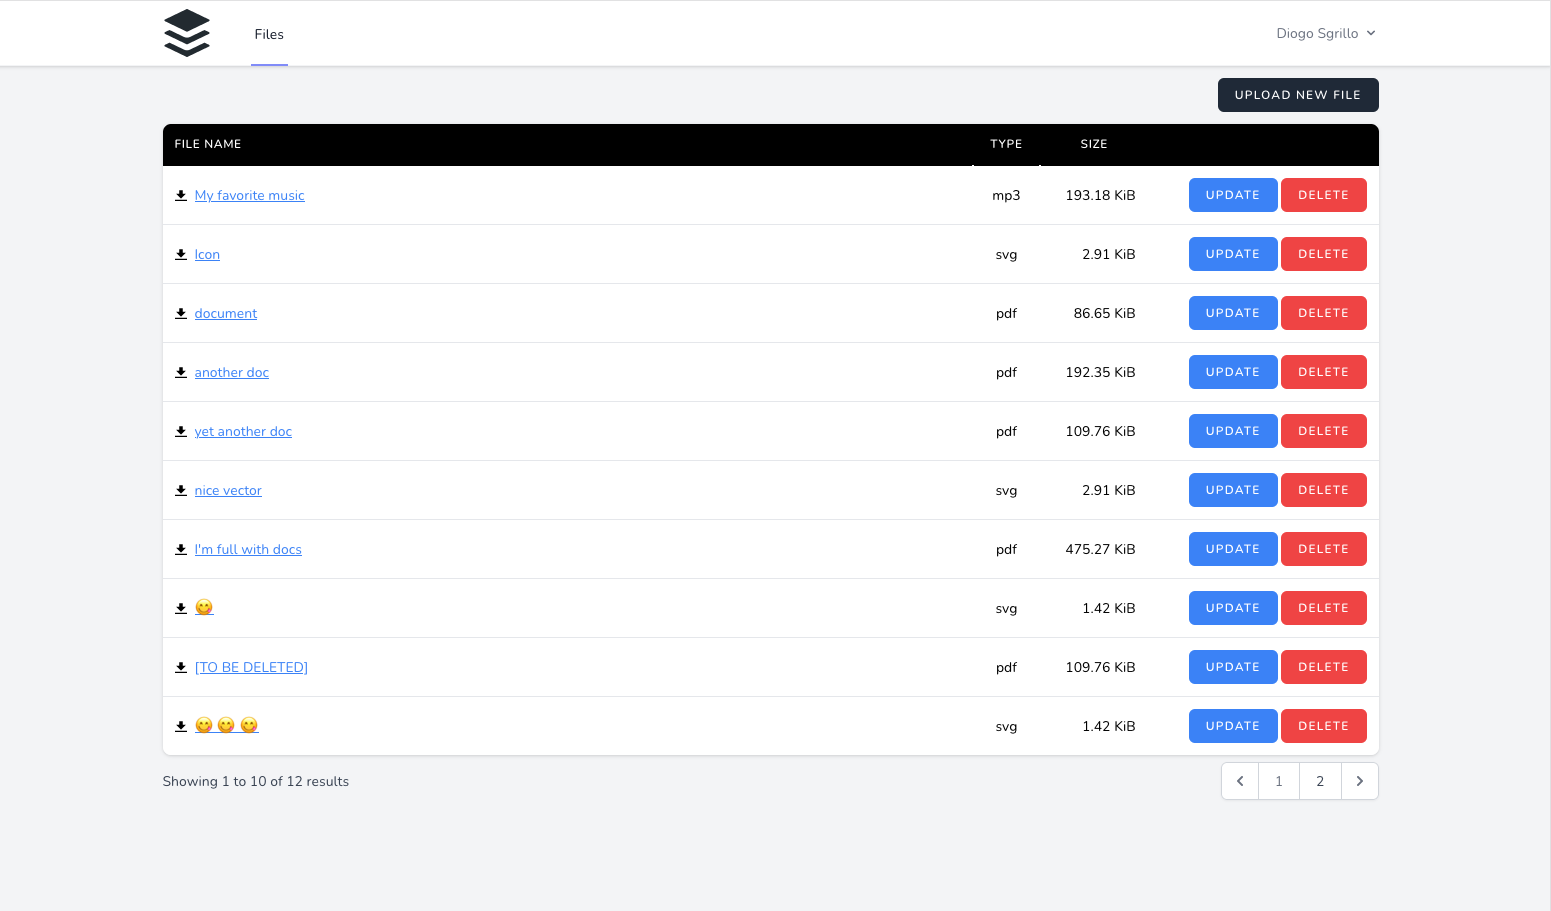 Files
Diogo Sgrillo
UPLOAD NEW FILE
FILE NAME TYPE SIZE
My favorite music mp3 193.18 KiB UPDATE DELETE
Icon svg 2.91 KiB UPDATE DELETE
document pdf 86.65 KiB UPDATE DELETE
another doc pdf 192.35 KiB UPDATE DELETE
yet another doc pdf 109.76 KiB UPDATE DELETE
nice vector svg 2.91 KiB UPDATE DELETE
I'm full with docs pdf 475.27 KiB UPDATE DELETE
😋 svg 1.42 KiB UPDATE DELETE
[TO BE DELETED] pdf 109.76 KiB UPDATE DELETE
😋 😋 😋 svg 1.42 KiB UPDATE DELETE
Showing 1 to 10 of 12 results
1 2